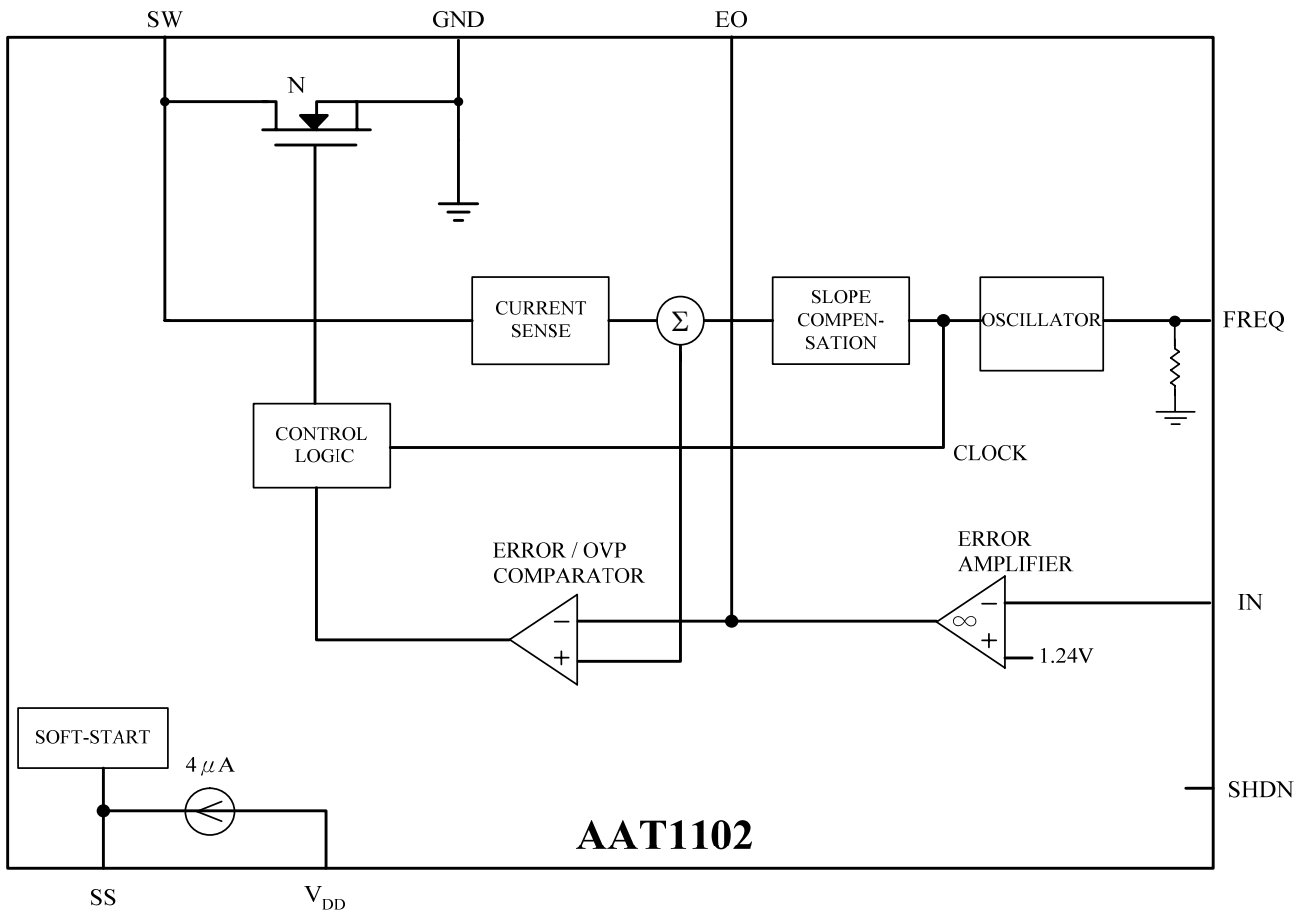 SW
GND
EO
N
CURRENT
SENSE
Σ
SLOPE
COMPEN-
SATION
OSCILLATOR
FREQ
CONTROL
LOGIC
CLOCK
ERROR / OVP
COMPARATOR
ERROR
AMPLIFIER
−
+
∞
−
+
1.24V
IN
SOFT-START
4μA
SHDN
AAT1102
SS
VDD